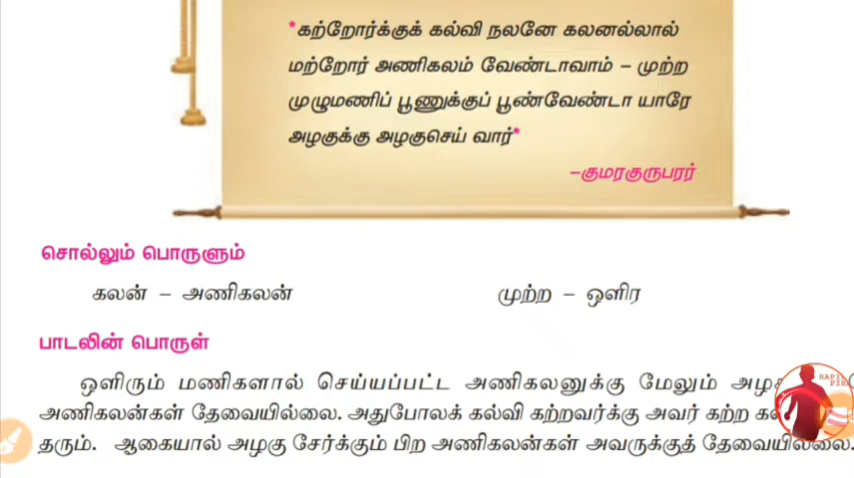 *கற்றோர்க்குக் கல்வி நலனே கலனல்லால்
மற்றோர் அணிகலம் வேண்டாவாம் – முற்ற
முழுமணிப் பூணுக்குப் பூண்வேண்டா யாரே
அழகுக்கு அழகுசெய் வார்*
–குமரகுருபரர்
சொல்லும் பொருளும்
கலன் – அணிகலன் முற்ற – ஒளிர
பாடலின் பொருள்
ஒளிரும் மணிகளால் செய்யப்பட்ட அணிகலனுக்கு மேலும்
அணிகலன்கள் தேவையில்லை. அதுபோலக் கல்வி கற்றவர்க்கு அவர் கற்ற
தரும். ஆகையால் அழகு சேர்க்கும் பிற அணிகலன்கள் அவருக்குத் தேவையில்லை.